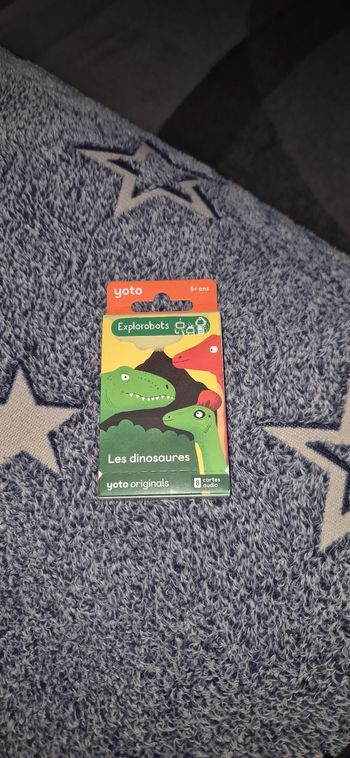 yoto
6+ ans
Explorobots
Les dinosaures
yoto originals
8 cartes
audio